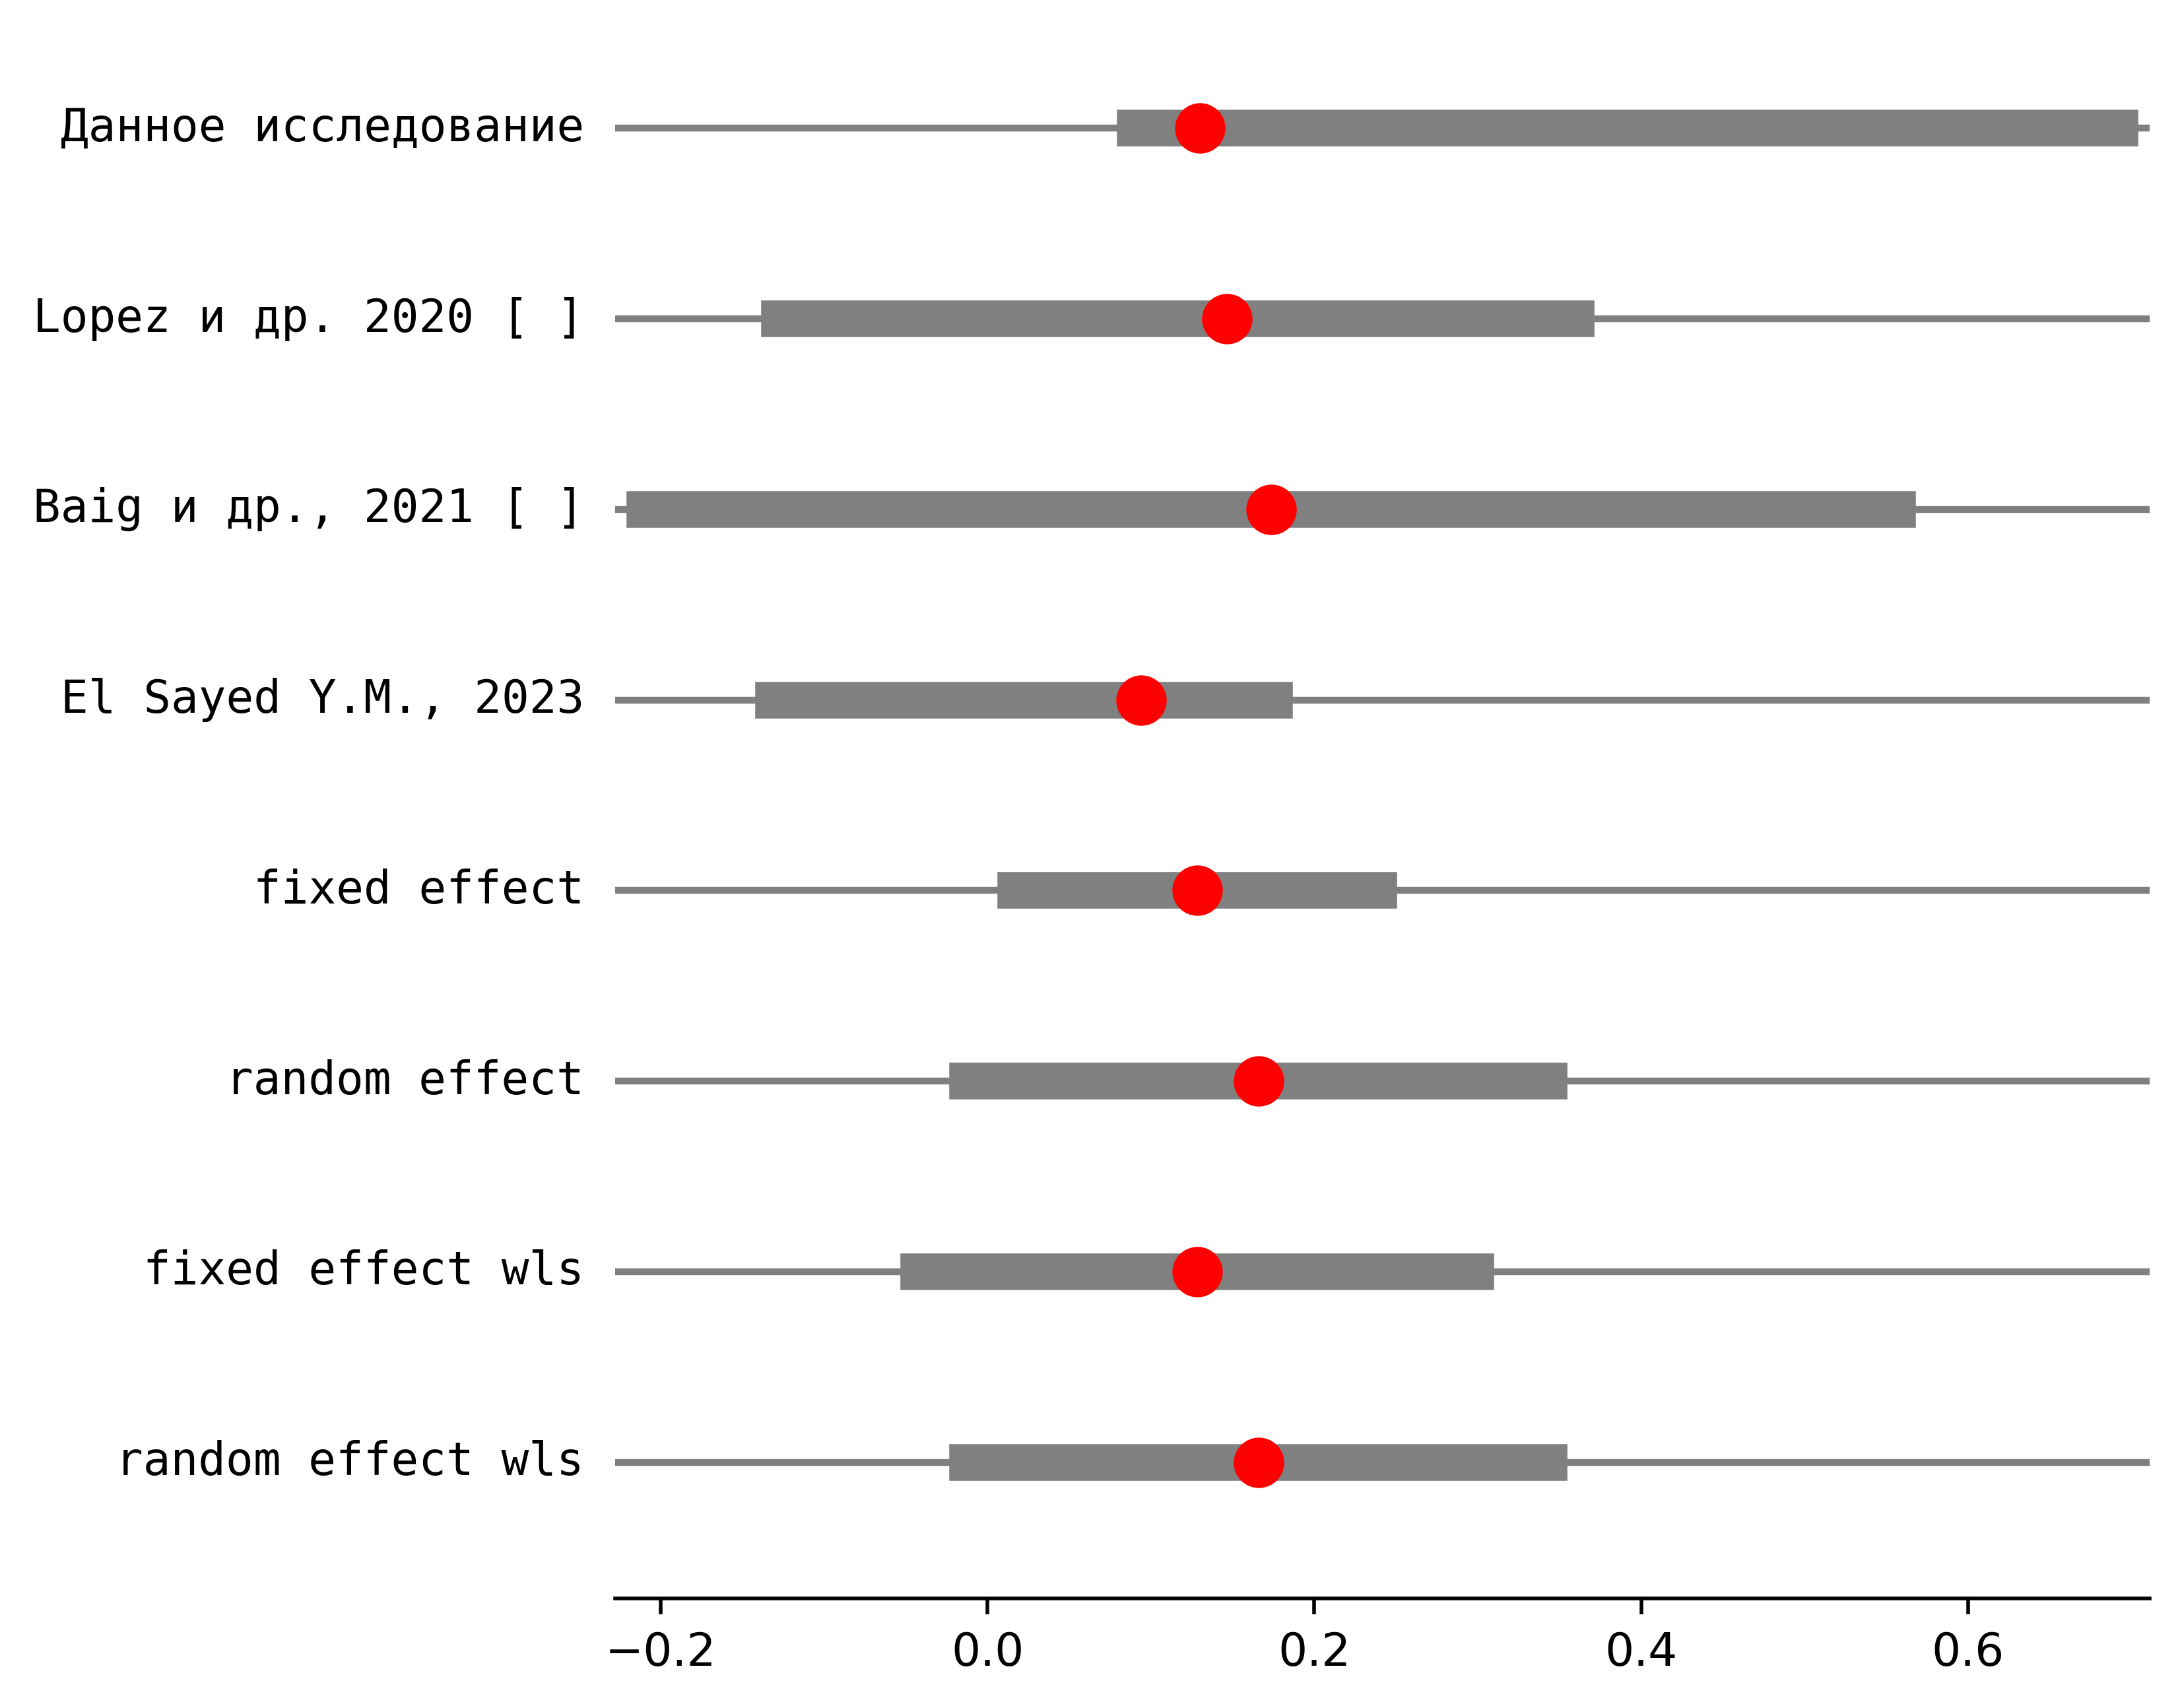 Данное исследование
Lopez и др. 2020 [ ]
Baig и др., 2021 [ ]
El Sayed Y.M., 2023
fixed effect
random effect
fixed effect wls
random effect wls
−0.2 0.0 0.2 0.4 0.6